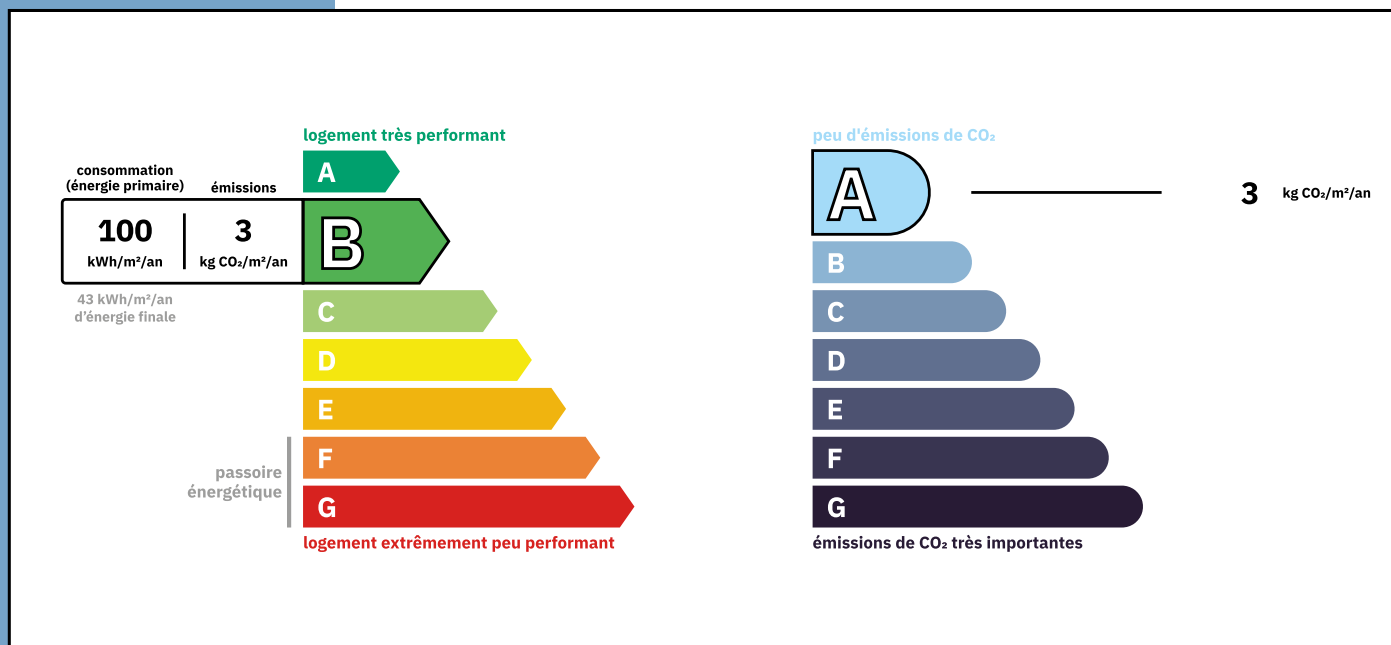 logement très performant
A
consommation
(énergie primaire)
émissions
100
kWh/m²/an
3
kg CO₂/m²/an
B
43 kWh/m²/an
d'énergie finale
C
D
E
passoire
énergétique
F
G
logement extrêmement peu performant
peu d'émissions de CO₂
A
3 kg CO₂/m²/an
B
C
D
E
F
G
émissions de CO₂ très importantes